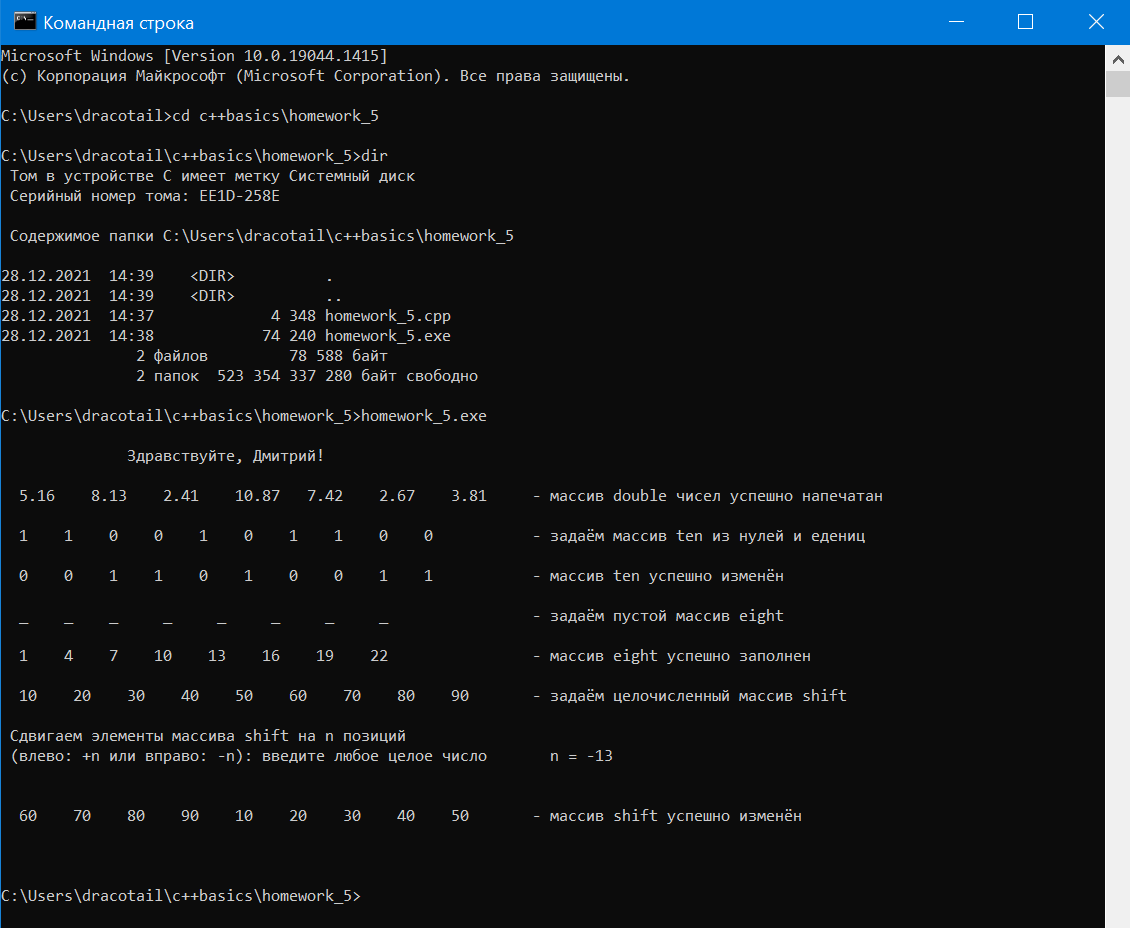 Командная строка
Microsoft Windows [Version 10.0.19044.1415]
(c) Корпорация Майкрософт (Microsoft Corporation). Все права защищены.
C:\Users\dracotail>cd c++basics\homework_5
C:\Users\dracotail\c++basics\homework_5>dir
Том в устройстве C имеет метку Системный диск
Серийный номер тома: EE1D-258E
Содержимое папки C:\Users\dracotail\c++basics\homework_5
28.12.2021  14:39    <DIR>          .
28.12.2021  14:39    <DIR>          ..
28.12.2021  14:37             4 348 homework_5.cpp
28.12.2021  14:38            74 240 homework_5.exe
2 файлов         78 588 байт
2 папок  523 354 337 280 байт свободно
C:\Users\dracotail\c++basics\homework_5>homework_5.exe
Здравствуйте, Дмитрий!
5.16    8.13    2.41    10.87   7.42    2.67    3.81     - массив double чисел успешно напечатан
1    1    0    0    1    0    1    1    0    0           - задаём массив ten из нулей и едениц
0    0    1    1    0    1    0    0    1    1           - массив ten успешно изменён
_    _    _     _     _     _     _     _                - задаём пустой массив eight
1    4    7    10    13    16    19    22                - массив eight успешно заполнен
10    20    30    40    50    60    70    80    90       - задаём целочисленный массив shift
Сдвигаем элементы массива shift на n позиций
(влево: +n или вправо: -n): введите любое целое число       n = -13
60    70    80    90    10    20    30    40    50       - массив shift успешно изменён
C:\Users\dracotail\c++basics\homework_5>